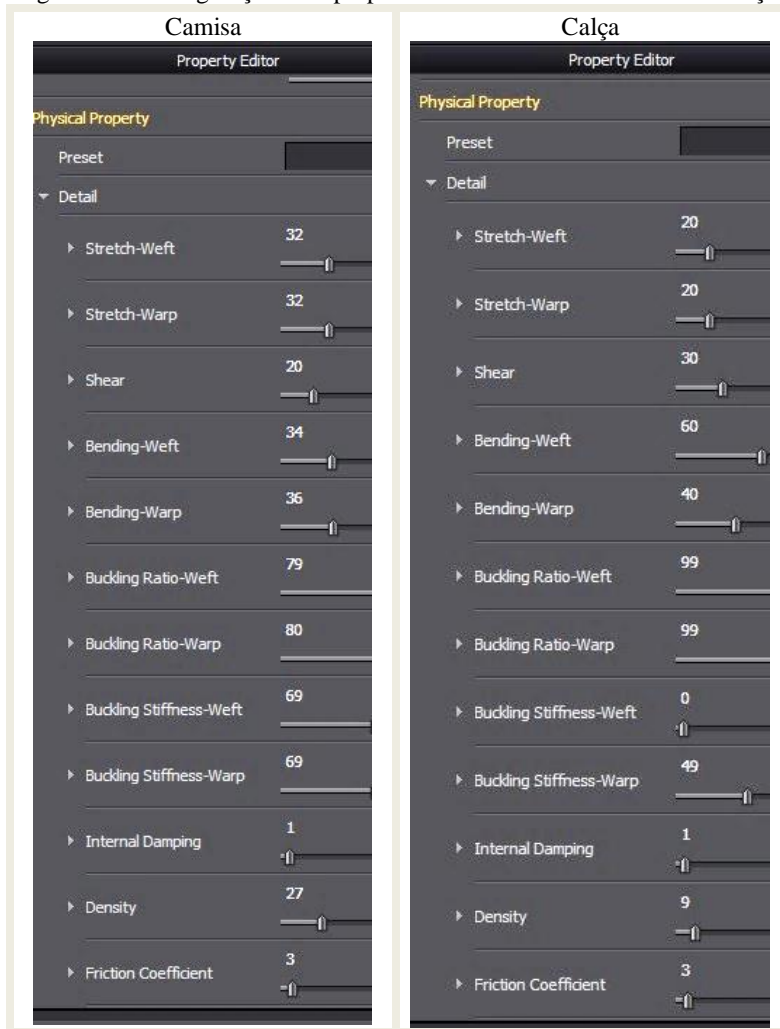 Camisa
Property Editor
Physical Property
Preset
Detail
Stretch-Weft 32
Stretch-Warp 32
Shear 20
Bending-Weft 34
Bending-Warp 36
Buckling Ratio-Weft 79
Buckling Ratio-Warp 80
Buckling Stiffness-Weft 69
Buckling Stiffness-Warp 69
Internal Damping 1
Density 27
Friction Coefficient 3
Calça
Property Editor
Physical Property
Preset
Detail
Stretch-Weft 20
Stretch-Warp 20
Shear 30
Bending-Weft 60
Bending-Warp 40
Buckling Ratio-Weft 99
Buckling Ratio-Warp 99
Buckling Stiffness-Weft 0
Buckling Stiffness-Warp 49
Internal Damping 1
Density 9
Friction Coefficient 3